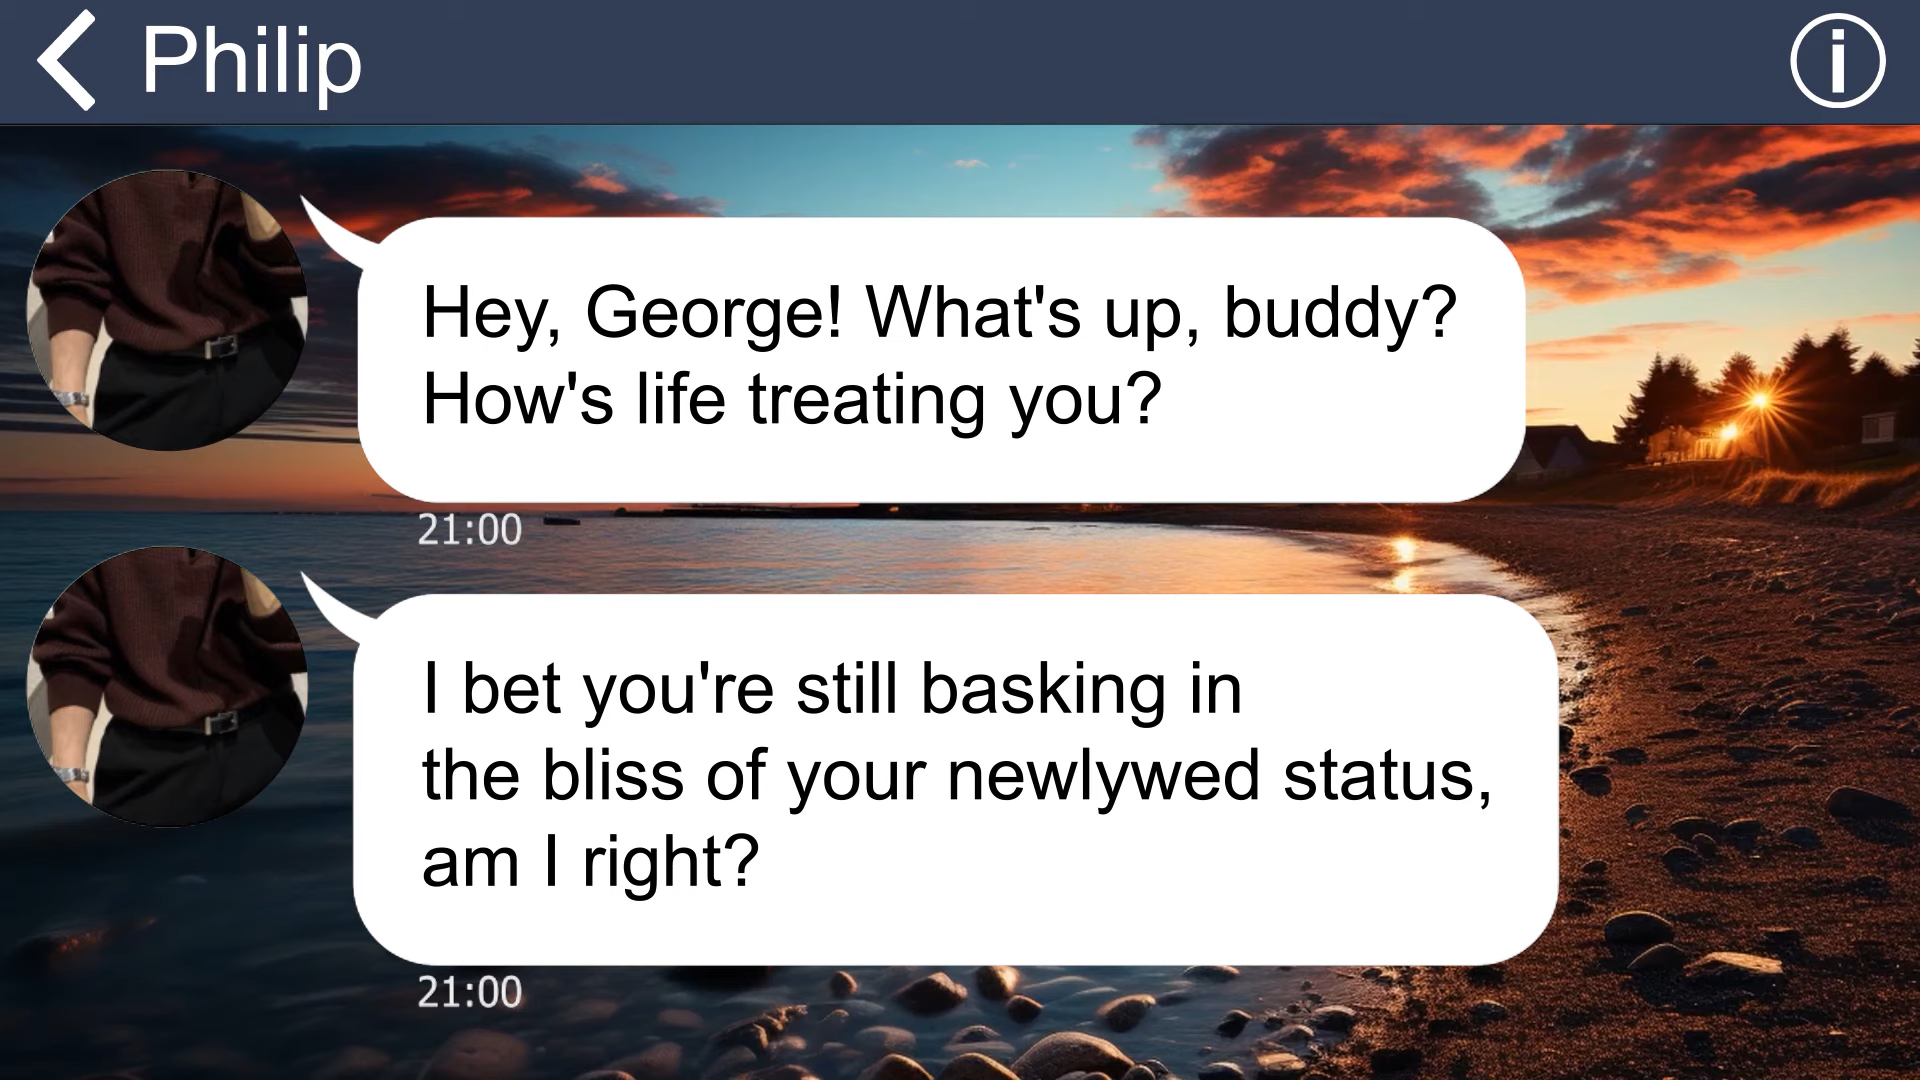 Philip
Hey, George! What's up, buddy?
How's life treating you?
21:00
I bet you're still basking in
the bliss of your newlywed status,
am I right?
21:00